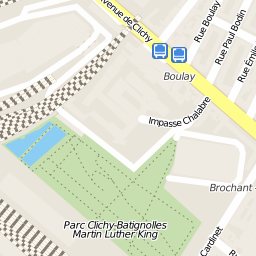 venue de Clichy
Rue Boulay
Rue Paul Bodin
Rue Émile
Boulay
Impasse Chalabre
Brochant -
Parc Clichy-Batignolles
Martin Luther King
Cardinet